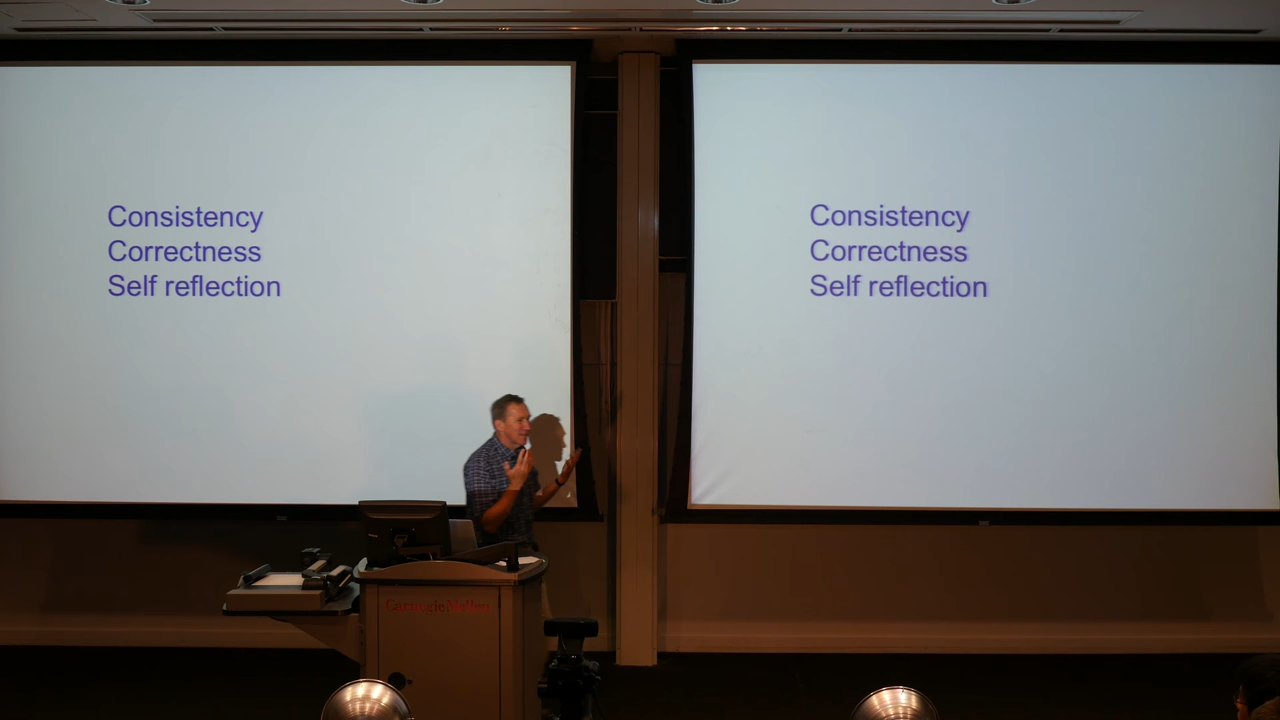 Consistency
Correctness
Self reflection
Consistency
Correctness
Self reflection
Carnegie Mellon